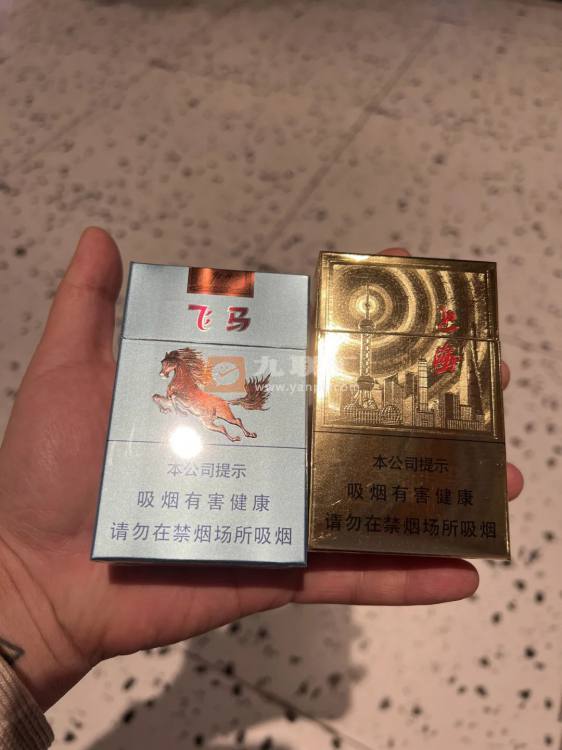 飞马
本公司提示
吸烟有害健康
请勿在禁烟场所吸烟
上海
本公司提示
吸烟有害健康
请勿在禁烟场所吸烟
九联